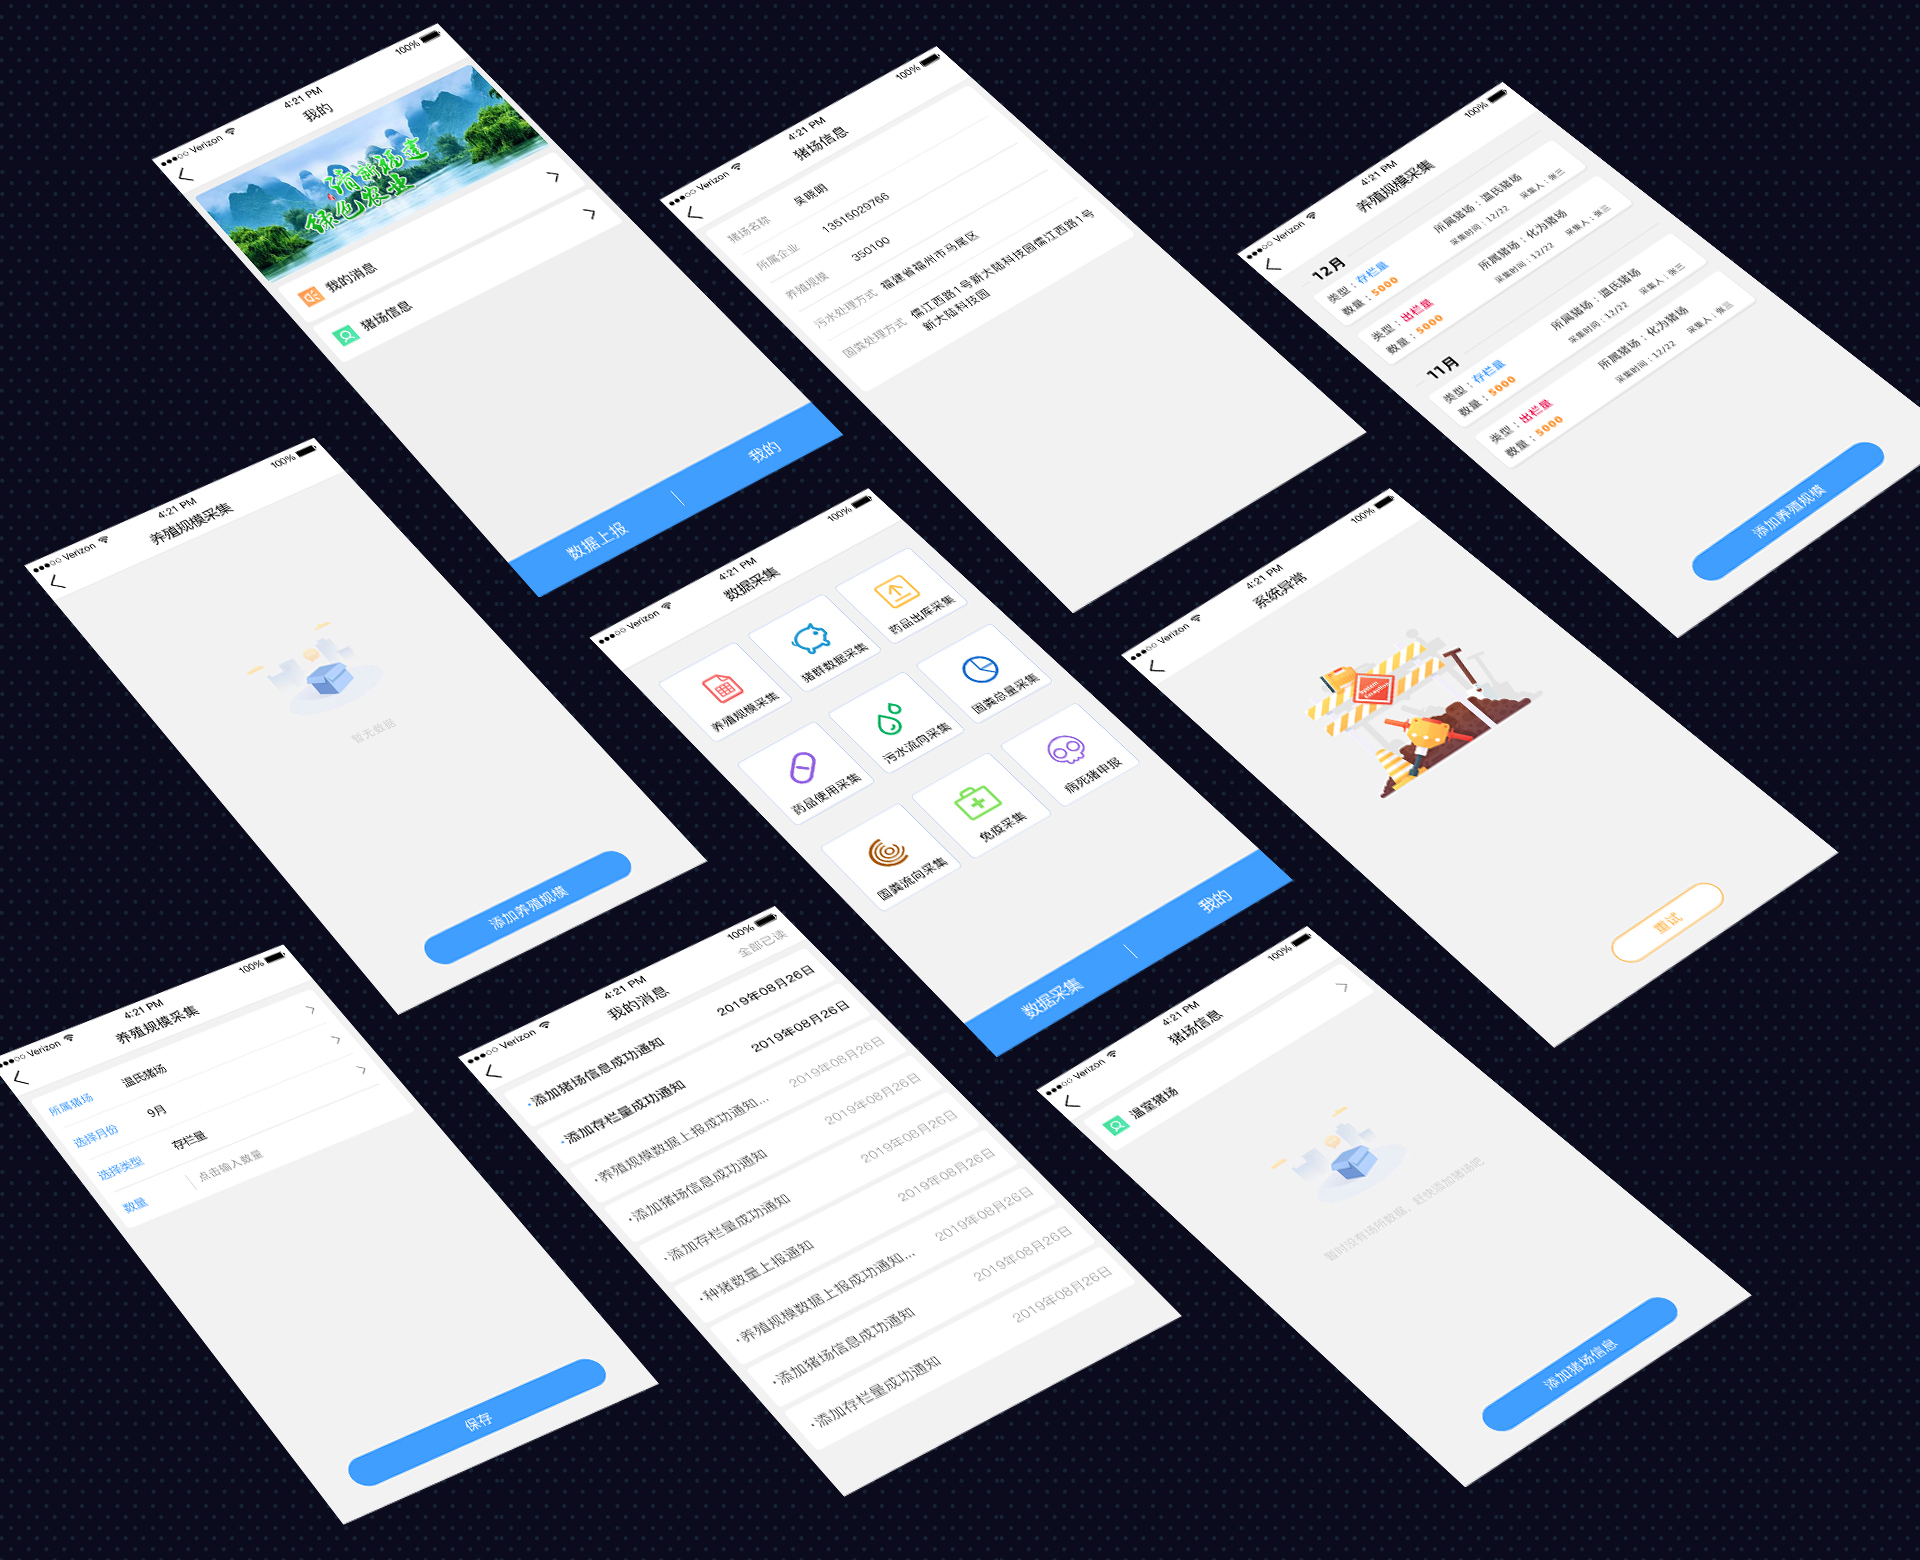 Verizon 4:21 PM 100%
我的
清新福建
绿色农业
我的消息
猪场信息
数据上报
我的
Verizon 4:21 PM 100%
猪场信息
猪场名称 吴晓明
所属企业 13515029766
养殖规模 350100
污水处理方式 福建省福州市马尾区
固粪处理方式 儒江西路1号新大陆科技园儒江西路1号
新大陆科技园
Verizon 4:21 PM 100%
养殖规模采集
12月
类型：存栏量 所属猪场：温氏猪场
数量：5000 采集时间：12/22 采集人：张三
类型：出栏量 所属猪场：化为猪场
数量：5000 采集时间：12/22 采集人：张三
11月
类型：存栏量 所属猪场：温氏猪场
数量：5000 采集时间：12/22 采集人：张三
类型：出栏量 所属猪场：化为猪场
数量：5000 采集时间：12/22 采集人：张三
添加养殖规模
Verizon 4:21 PM 100%
养殖规模采集
暂无数据
添加养殖规模
Verizon 4:21 PM 100%
数据采集
养殖规模采集
猪群数据采集
药品出库采集
药品使用采集
污水流向采集
固粪总量采集
固粪流向采集
免疫采集
病死猪申报
数据采集
我的
Verizon 4:21 PM 100%
系统异常
System
Exception
重试
Verizon 4:21 PM 100%
养殖规模采集
所属猪场 温氏猪场
选择月份 9月
选择类型 存栏量
数量 点击输入数量
保存
Verizon 4:21 PM 100%
我的消息 全部已读
·添加猪场信息成功通知 2019年08月26日
·添加存栏量成功通知 2019年08月26日
·养殖规模数据上报成功通知... 2019年08月26日
·添加猪场信息成功通知 2019年08月26日
·添加存栏量成功通知 2019年08月26日
·种猪数量上报通知 2019年08月26日
·养殖规模数据上报成功通知... 2019年08月26日
·添加猪场信息成功通知 2019年08月26日
·添加存栏量成功通知 2019年08月26日
Verizon 4:21 PM 100%
猪场信息
温室猪场
暂时没有场所数据，赶快添加猪场吧
添加猪场信息